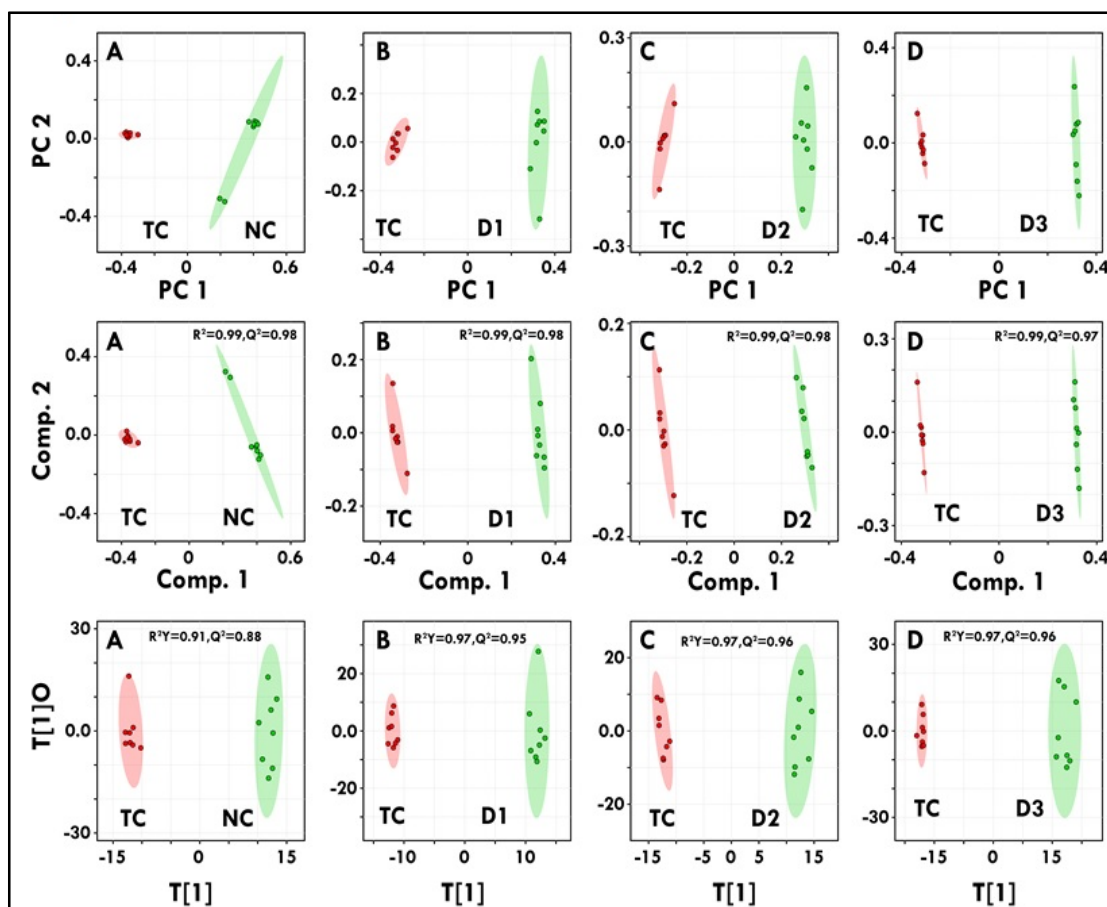 A
B
C
D
0.4
0.0
-0.4
PC 2
TC
NC
-0.4
0
0.6
PC 1
0.2
0.0
-0.2
TC
D1
-0.4
0
0.4
PC 1
0.3
0.0
-0.3
TC
D2
-0.2
0
0.2
PC 1
0.4
0.0
-0.4
TC
D3
-0.4
0
0.4
PC 1
A
R²=0.99,Q²=0.98
0.4
0.0
-0.4
Comp. 2
TC
NC
-0.4
0
0.6
Comp. 1
B
R²=0.99,Q²=0.98
0.2
0.0
-0.2
TC
D1
-0.4
0
0.4
Comp. 1
C
R²=0.99,Q²=0.98
0.2
0.0
-0.2
TC
D2
-0.2
0
0.2
Comp. 1
D
R²=0.99,Q²=0.97
0.3
0.0
-0.3
TC
D3
-0.4
0
0.4
Comp. 1
A
R²Y=0.91,Q²=0.88
30
0.0
-30
T[1]O
TC
NC
-15
0
15
T[1]
B
R²Y=0.97,Q²=0.95
20
0.0
-20
TC
D1
-10
0
10
T[1]
C
R²Y=0.97,Q²=0.96
20
0.0
-20
TC
D2
-15
-5
0
5
15
T[1]
D
R²Y=0.97,Q²=0.96
30
0.0
-30
TC
D3
-15
0
15
T[1]